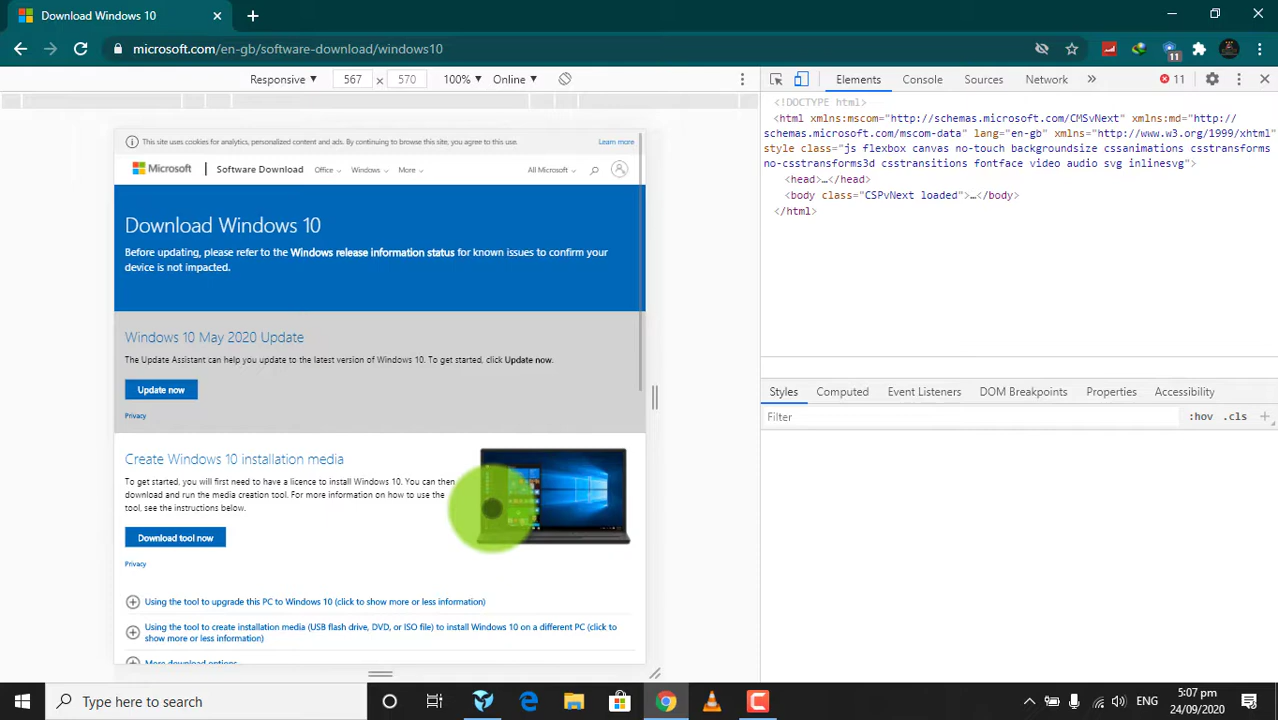 Download Windows 10
microsoft.com/en-gb/software-download/windows10
11
Responsive 567 × 570 100% Online
Elements Console Sources Network » 11
This site uses cookies for analytics, personalized content and ads. By continuing to browse this site, you agree to this use. Learn more
Microsoft Software Download Office Windows More All Microsoft
Download Windows 10
Before updating, please refer to the Windows release information status for known issues to confirm your
device is not impacted.
Windows 10 May 2020 Update
The Update Assistant can help you update to the latest version of Windows 10. To get started, click Update now.
Update now
Privacy
Create Windows 10 installation media
To get started, you will first need to have a licence to install Windows 10. You can then
download and run the media creation tool. For more information on how to use the
tool, see the instructions below.
Download tool now
Privacy
Using the tool to upgrade this PC to Windows 10 (click to show more or less information)
Using the tool to create installation media (USB flash drive, DVD, or ISO file) to install Windows 10 on a different PC (click to
show more or less information)
More download options
<!DOCTYPE html>
<html xmlns:mscom="http://schemas.microsoft.com/CMSvNext" xmlns:md="http://
schemas.microsoft.com/mscom-data" lang="en-gb" xmlns="http://www.w3.org/1999/xhtml"
style class="js flexbox canvas no-touch backgroundsize cssanimations csstransforms
no-csstransforms3d csstransitions fontface video audio svg inlinesvg">
<head>…</head>
<body class="CSPvNext loaded">…</body>
</html>
Styles Computed Event Listeners DOM Breakpoints Properties Accessibility
Filter :hov .cls +
Type here to search
ENG
5:07 pm
24/09/2020